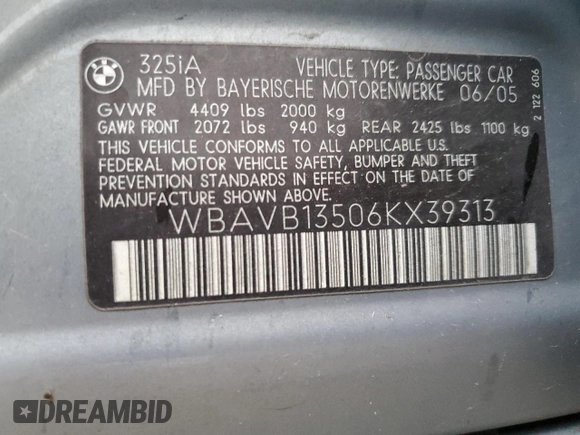 BMW
325iA VEHICLE TYPE: PASSENGER CAR
MFD BY BAYERISCHE MOTORENWERKE 06/05
GVWR 4409 lbs 2000 kg
GAWR FRONT 2072 lbs 940 kg REAR 2425 lbs 1100 kg
THIS VEHICLE CONFORMS TO ALL APPLICABLE U.S.
FEDERAL MOTOR VEHICLE SAFETY, BUMPER AND THEFT
PREVENTION STANDARDS IN EFFECT ON THE DATE OF
MANUFACTURE SHOWN ABOVE.
WBAVB13506KX39313
2 122 606
DREAMBID